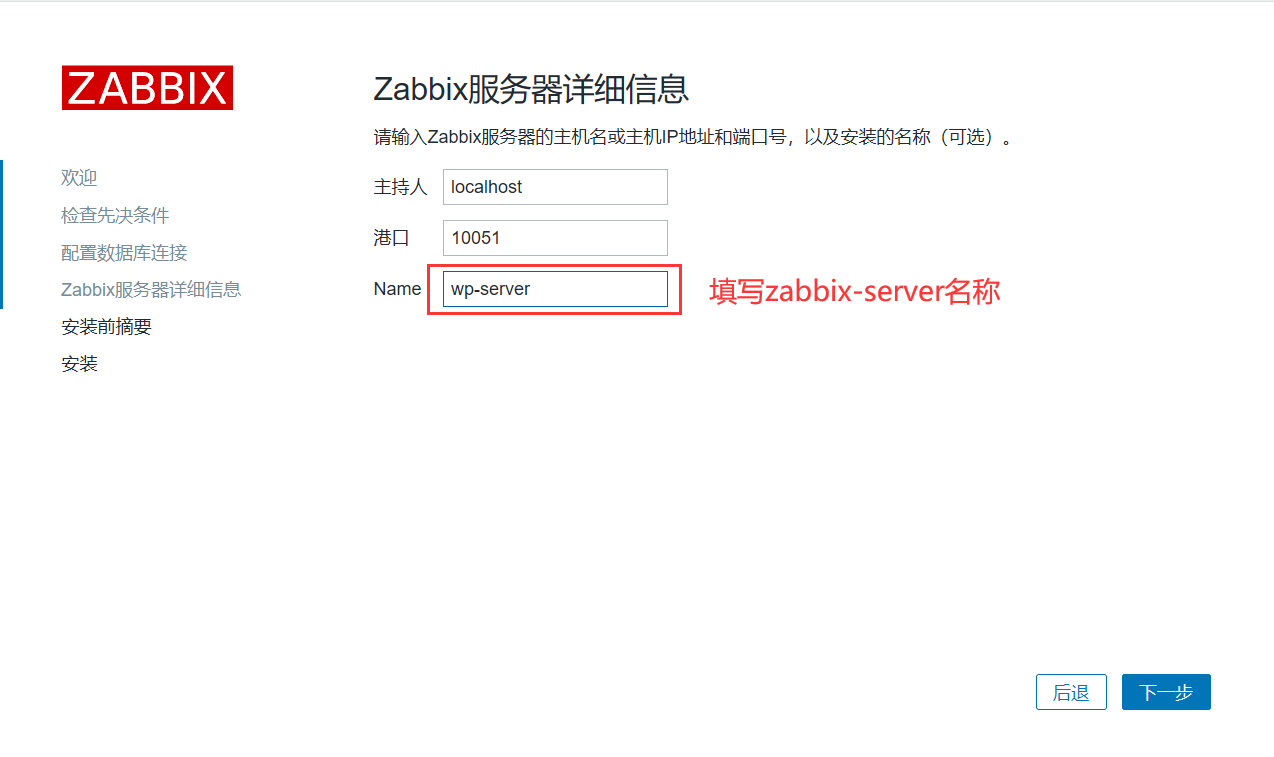 ZABBIX
欢迎
检查先决条件
配置数据库连接
Zabbix服务器详细信息
安装前摘要
安装
Zabbix服务器详细信息
请输入Zabbix服务器的主机名或主机IP地址和端口号，以及安装的名称（可选）。
主持人 localhost
港口 10051
Name wp-server 填写zabbix-server名称
后退 下一步